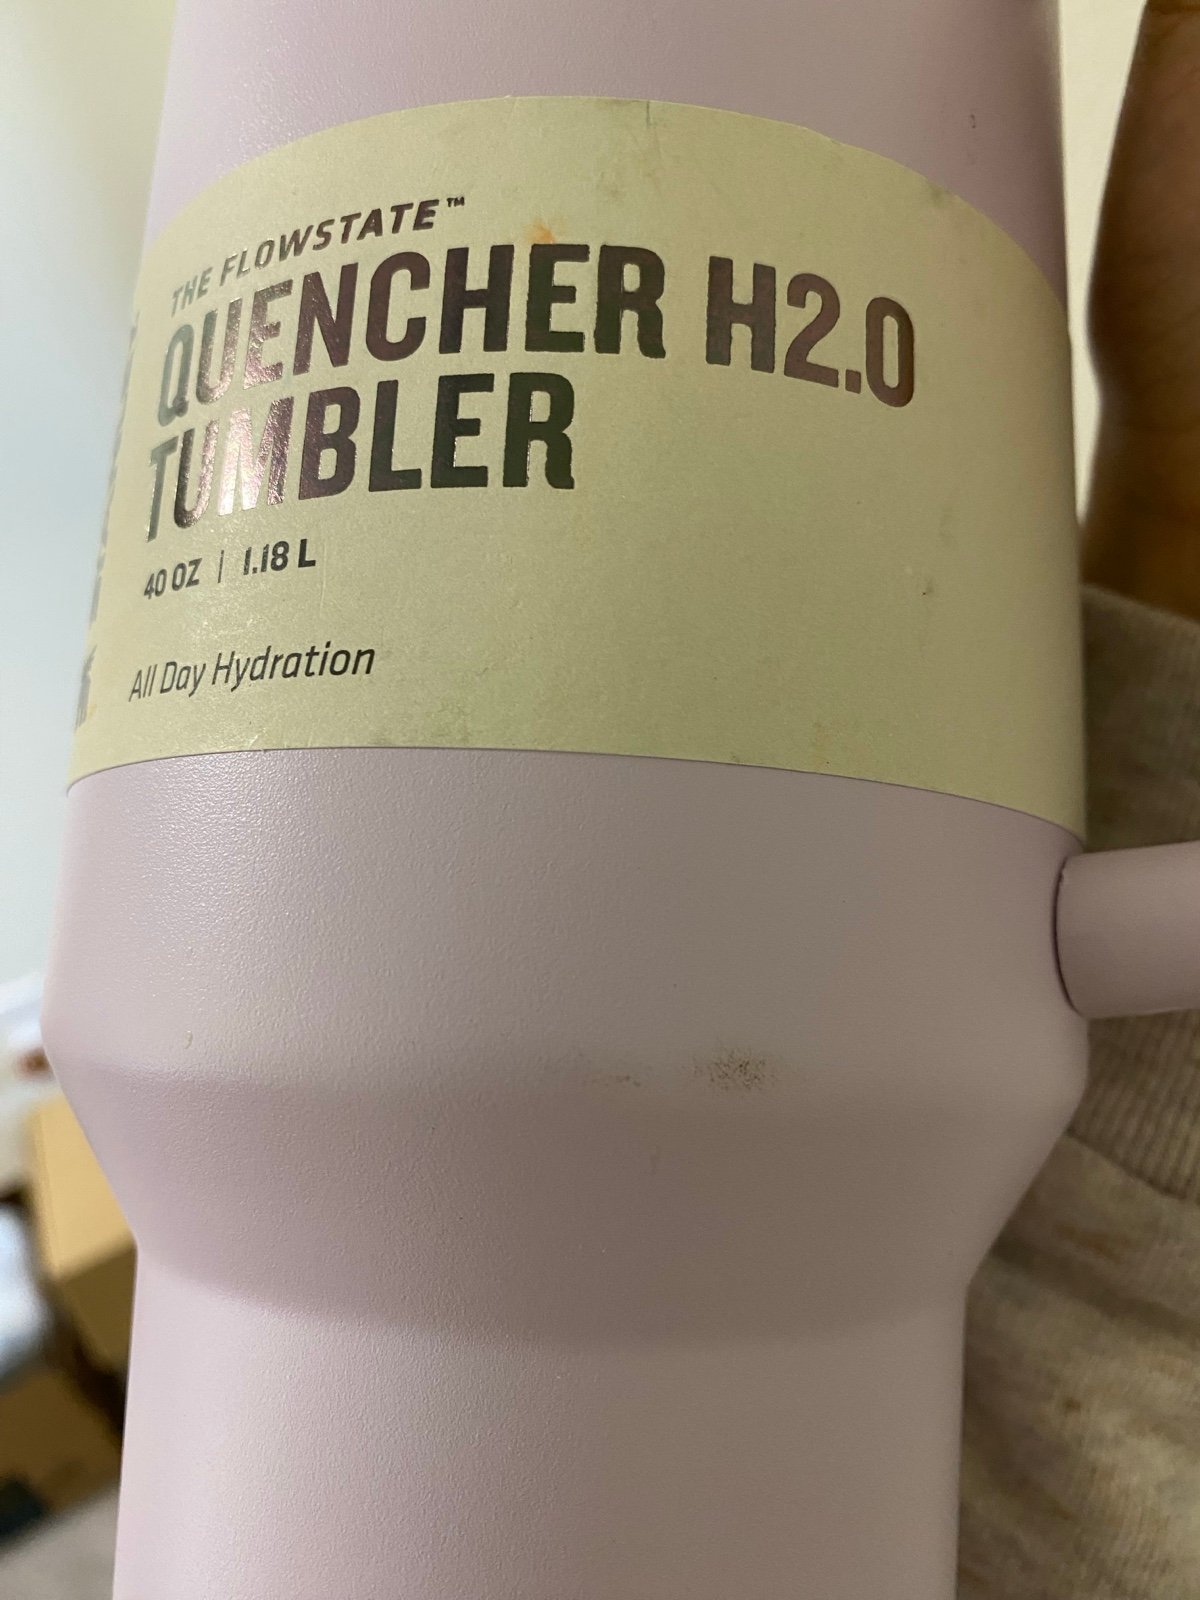 THE FLOWSTATE™
QUENCHER H2.0
TUMBLER
40 OZ | 1.18 L
All Day Hydration